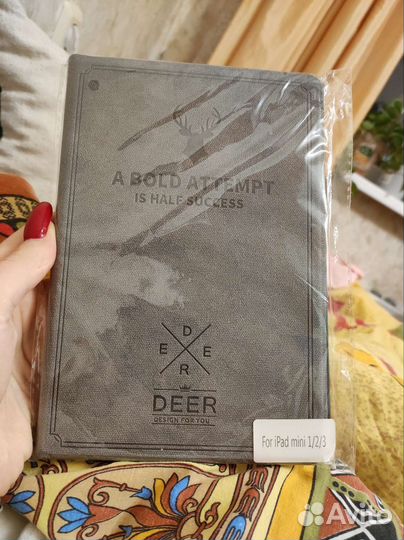 A BOLD ATTEMPT
IS HALF SUCCESS
D
E E
R
DEER
DESIGN FOR YOU
For iPad mini 1/2/3
Avito